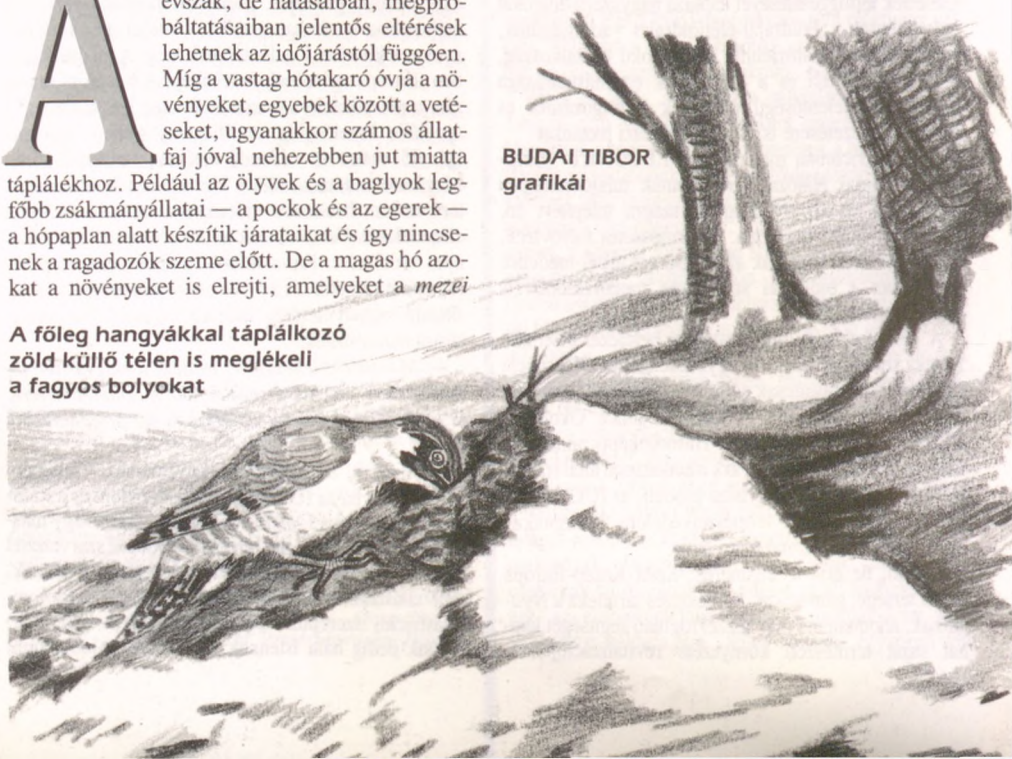 A
évszak, de hatásaiban, megpró-
báltatásaiban jelentős eltérések
lehetnek az időjárástól függően.
Míg a vastag hótakaró óvja a nö-
vényeket, egyebek között a veté-
seket, ugyanakkor számos állat-
faj jóval nehezebben jut miatta
táplálékhoz. Például az ölyvek és a baglyok leg-
főbb zsákmányállatai — a pockok és az egerek —
a hópaplan alatt készítik járataikat és így nincse-
nek a ragadozók szeme előtt. De a magas hó azo-
kat a növényeket is elrejti, amelyeket a mezei
BUDAI TIBOR
grafikái
A főleg hangyákkal táplálkozó
zöld küllő télen is meglékeli
a fagyos bolyokat